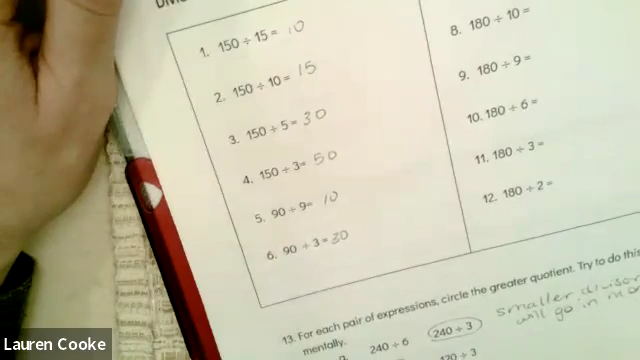 1. 150 ÷ 15 = 10
2. 150 ÷ 10 = 15
3. 150 ÷ 5 = 30
4. 150 ÷ 3 = 50
5. 90 ÷ 9 = 10
6. 90 ÷ 3 = 30
8. 180 ÷ 10 =
9. 180 ÷ 9 =
10. 180 ÷ 6 =
11. 180 ÷ 3 =
12. 180 ÷ 2 =
13. For each pair of expressions, circle the greater quotient. Try to do this
mentally.
240 ÷ 6 240 ÷ 3
120 ÷ 3
smaller divisor
will go in
Lauren Cooke